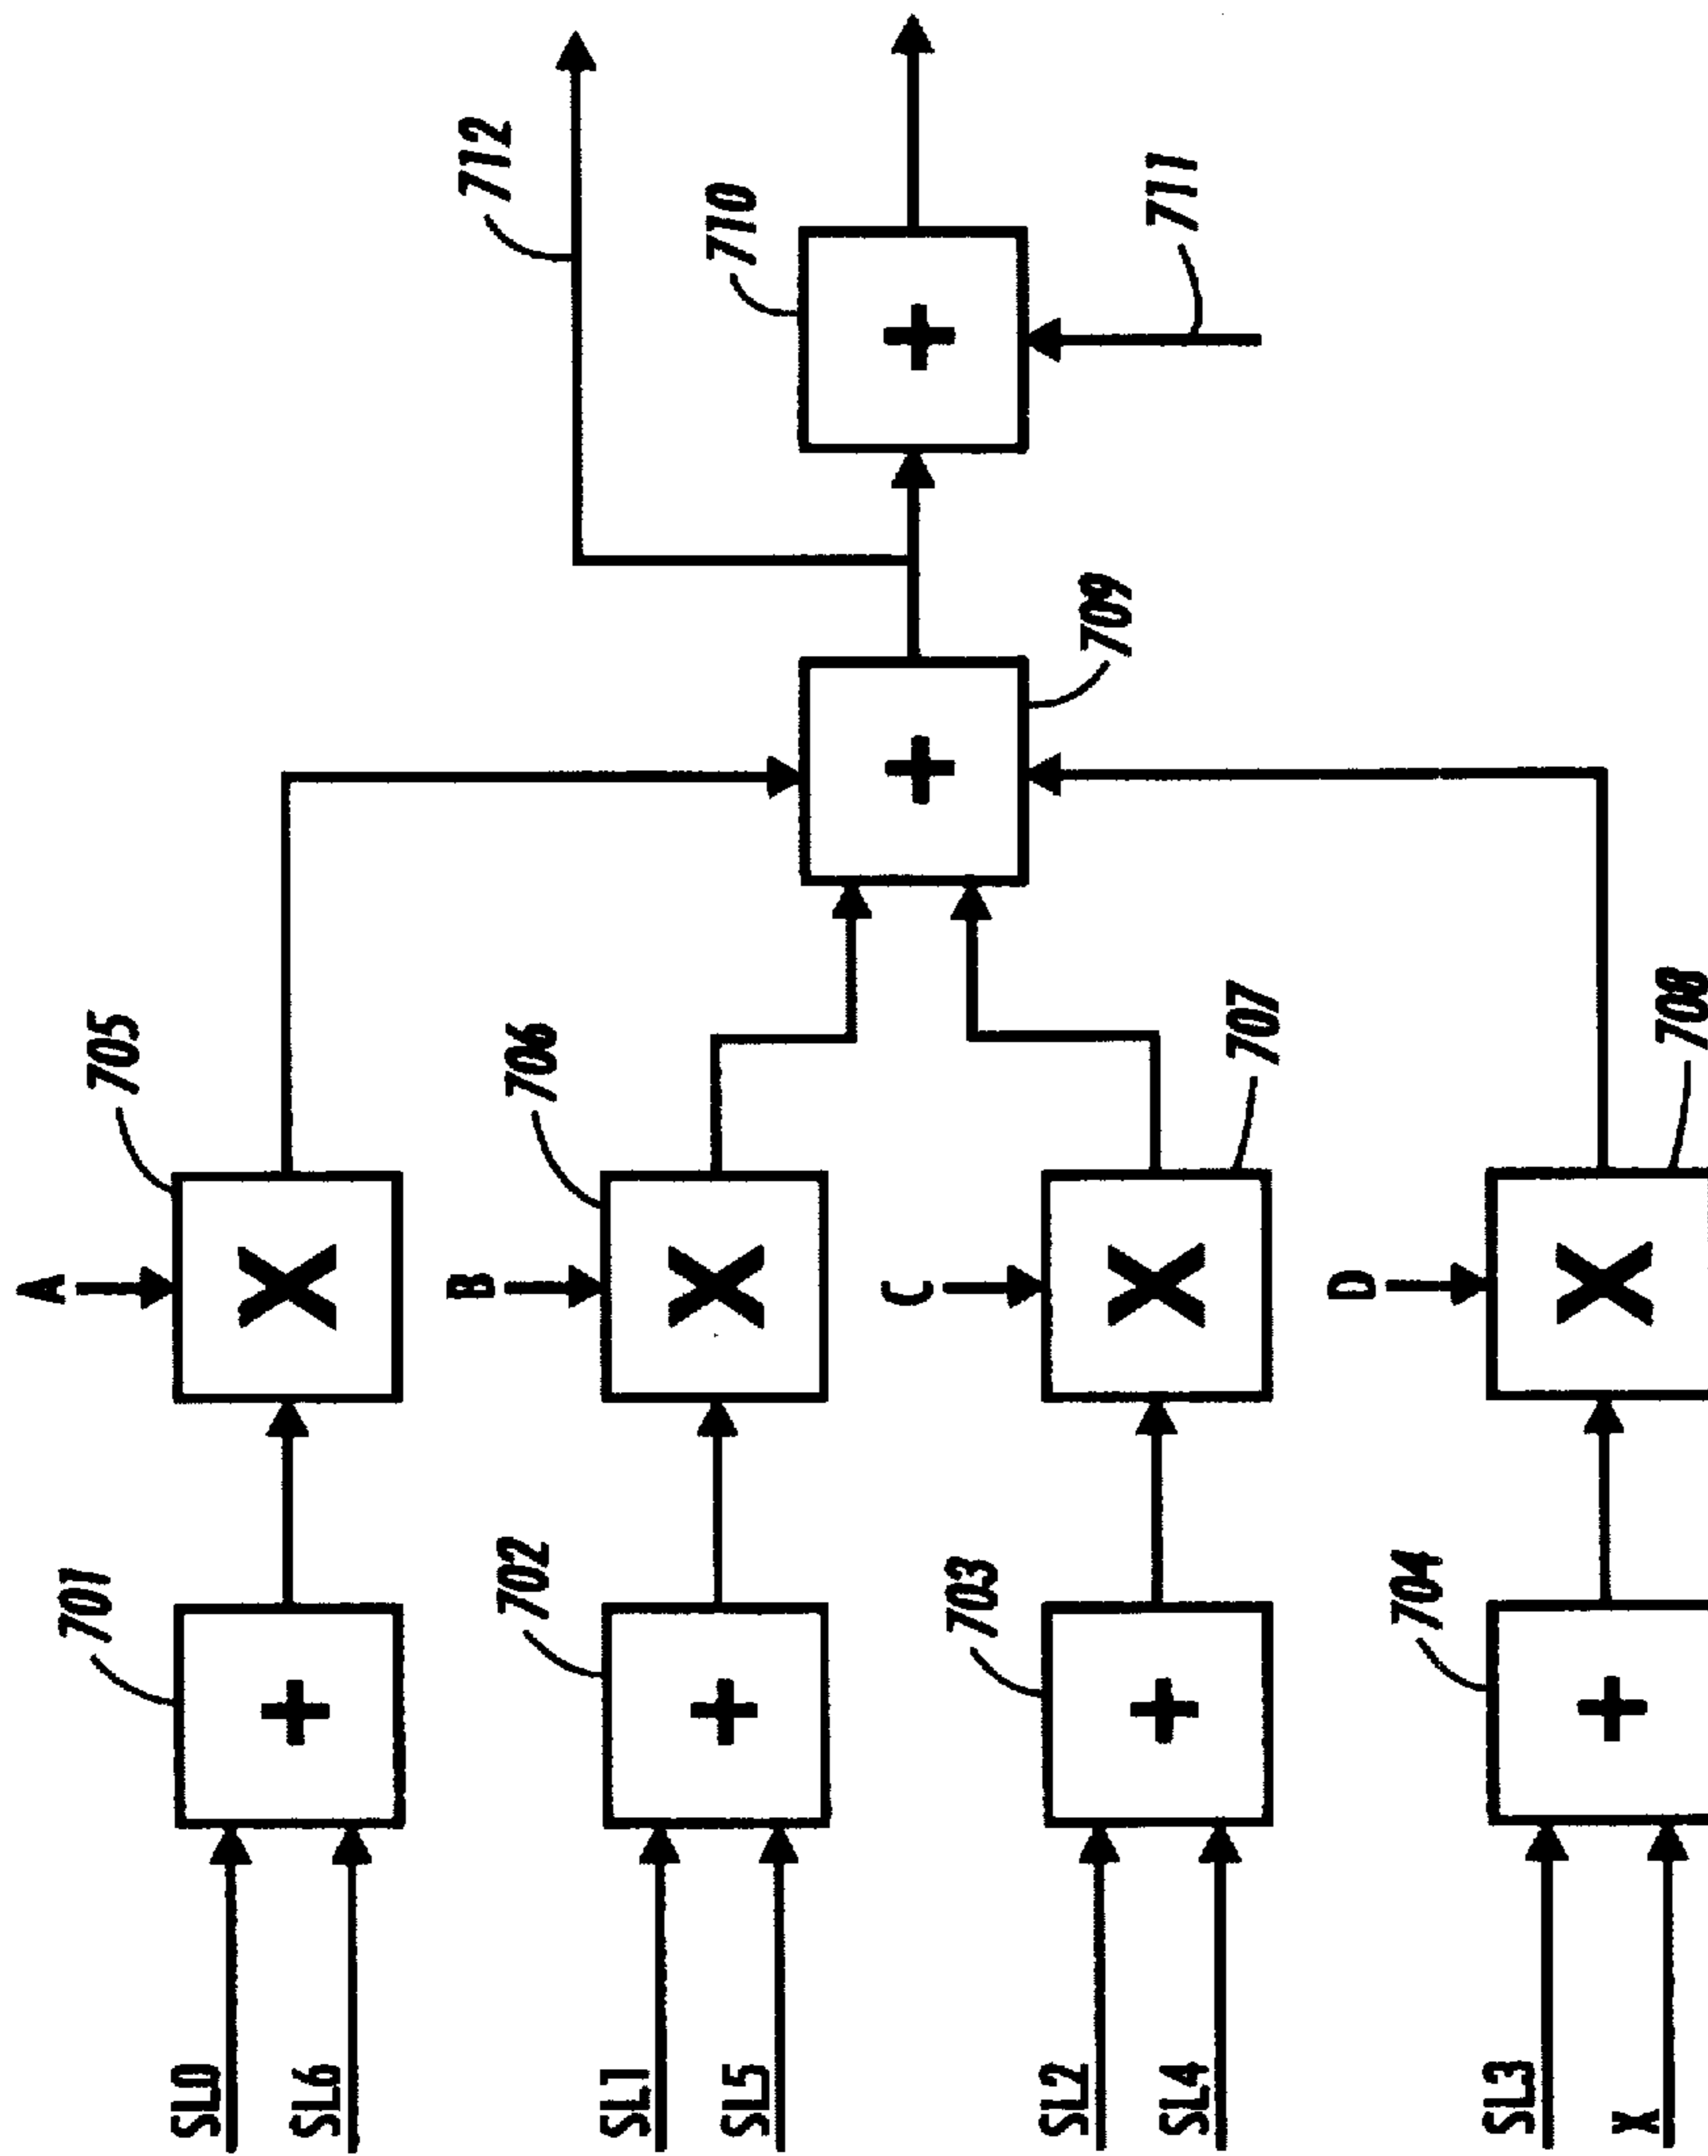 SL0
SL6
701
A
705
SL1
SL5
702
B
706
SL2
SL4
703
C
707
SL3
X
704
D
708
709
710
711
712
+
+
+
+
X
X
X
X
+
+